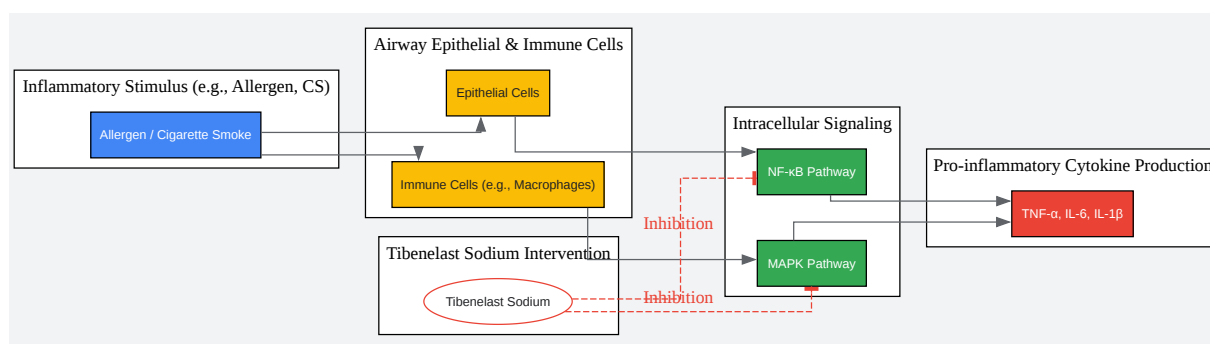 Inflammatory Stimulus (e.g., Allergen, CS)
Allergen / Cigarette Smoke
Airway Epithelial & Immune Cells
Epithelial Cells
Immune Cells (e.g., Macrophages)
Tibenelast Sodium Intervention
Tibenelast Sodium
Inhibition
Inhibition
Intracellular Signaling
NF-κB Pathway
MAPK Pathway
Pro-inflammatory Cytokine Production
TNF-α, IL-6, IL-1β